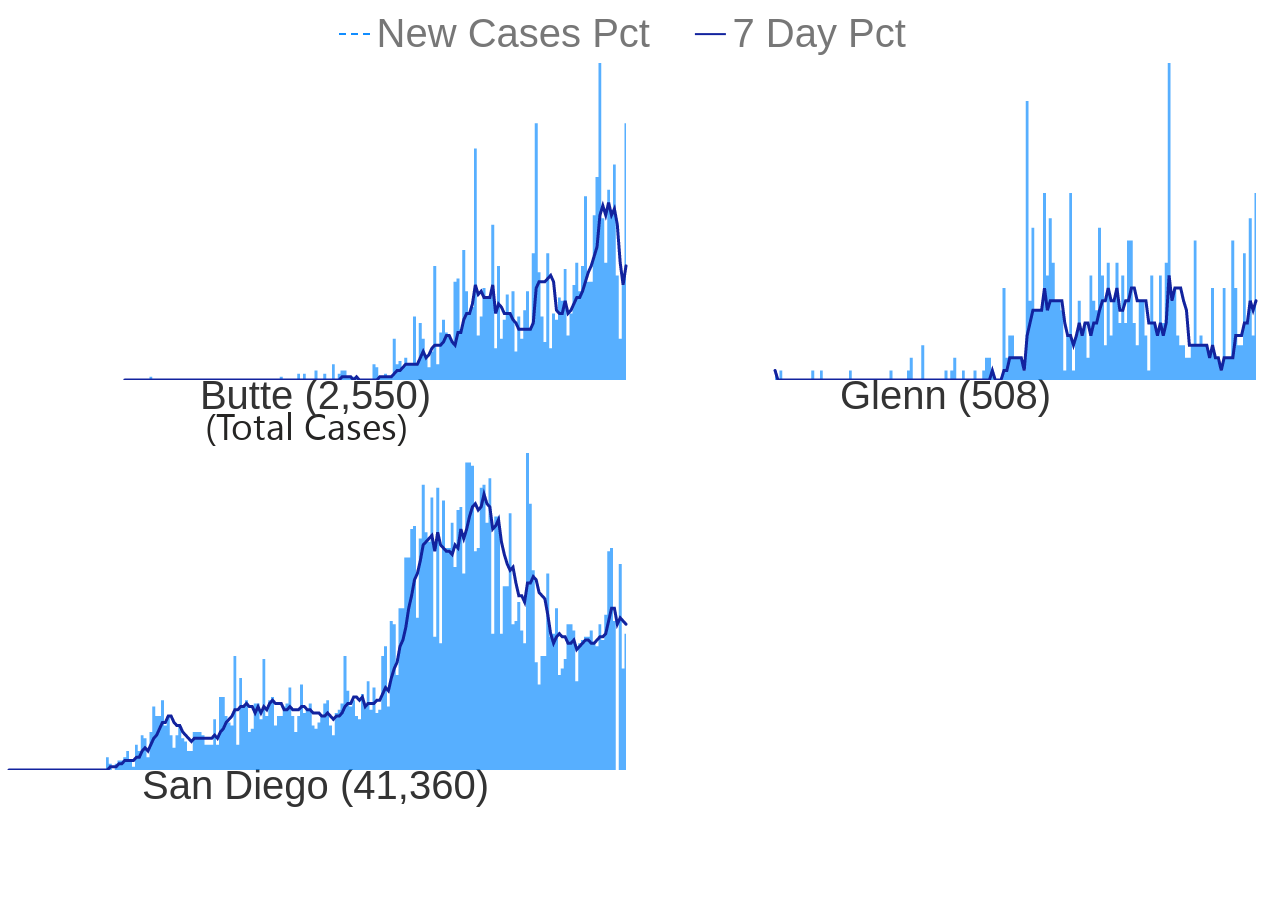 New Cases Pct 7 Day Pct
Butte (2,550) Glenn (508)
(Total Cases)
San Diego (41,360)